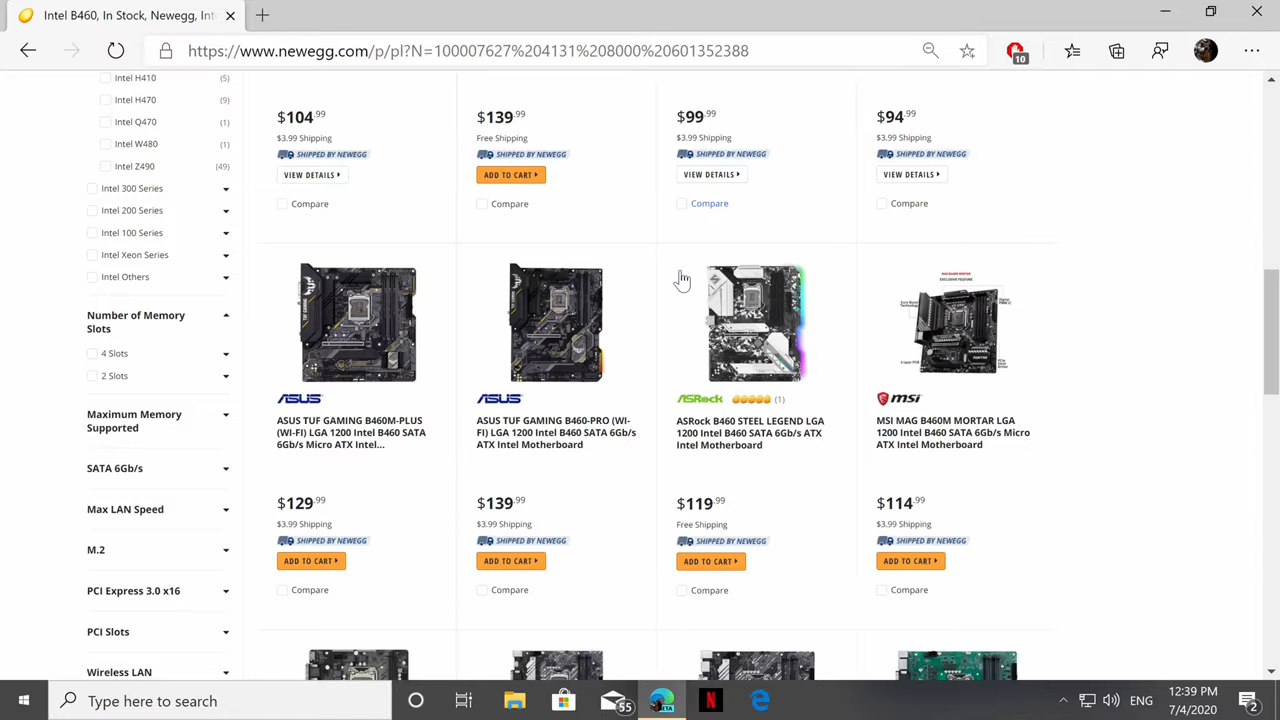 Intel B460, In Stock, Newegg, Int
https://www.newegg.com/p/pl?N=100007627%204131%208000%20601352388
10
Intel H410 (5)
Intel H470 (9)
Intel Q470 (1)
Intel W480 (1)
Intel Z490 (49)
Intel 300 Series
Intel 200 Series
Intel 100 Series
Intel Xeon Series
Intel Others
Number of Memory
Slots
4 Slots
2 Slots
Maximum Memory
Supported
SATA 6Gb/s
Max LAN Speed
M.2
PCI Express 3.0 x16
PCI Slots
Wireless LAN
$104.99
$3.99 Shipping
SHIPPED BY NEWEGG
VIEW DETAILS
Compare
$139.99
Free Shipping
SHIPPED BY NEWEGG
ADD TO CART
Compare
$99.99
$3.99 Shipping
SHIPPED BY NEWEGG
VIEW DETAILS
Compare
$94.99
$3.99 Shipping
SHIPPED BY NEWEGG
VIEW DETAILS
Compare
ASUS
ASUS TUF GAMING B460M-PLUS
(WI-FI) LGA 1200 Intel B460 SATA
6Gb/s Micro ATX Intel...
$129.99
$3.99 Shipping
SHIPPED BY NEWEGG
ADD TO CART
Compare
ASUS
ASUS TUF GAMING B460-PRO (WI-
FI) LGA 1200 Intel B460 SATA 6Gb/s
ATX Intel Motherboard
$139.99
$3.99 Shipping
SHIPPED BY NEWEGG
ADD TO CART
Compare
ASRock (1)
ASRock B460 STEEL LEGEND LGA
1200 Intel B460 SATA 6Gb/s ATX
Intel Motherboard
$119.99
Free Shipping
SHIPPED BY NEWEGG
ADD TO CART
Compare
MAG B460M MORTAR
EXCLUSIVE FEATURE
msi
MSI MAG B460M MORTAR LGA
1200 Intel B460 SATA 6Gb/s Micro
ATX Intel Motherboard
$114.99
$3.99 Shipping
SHIPPED BY NEWEGG
ADD TO CART
Compare
Type here to search
55
BETA
N
ENG
12:39 PM
7/4/2020
2